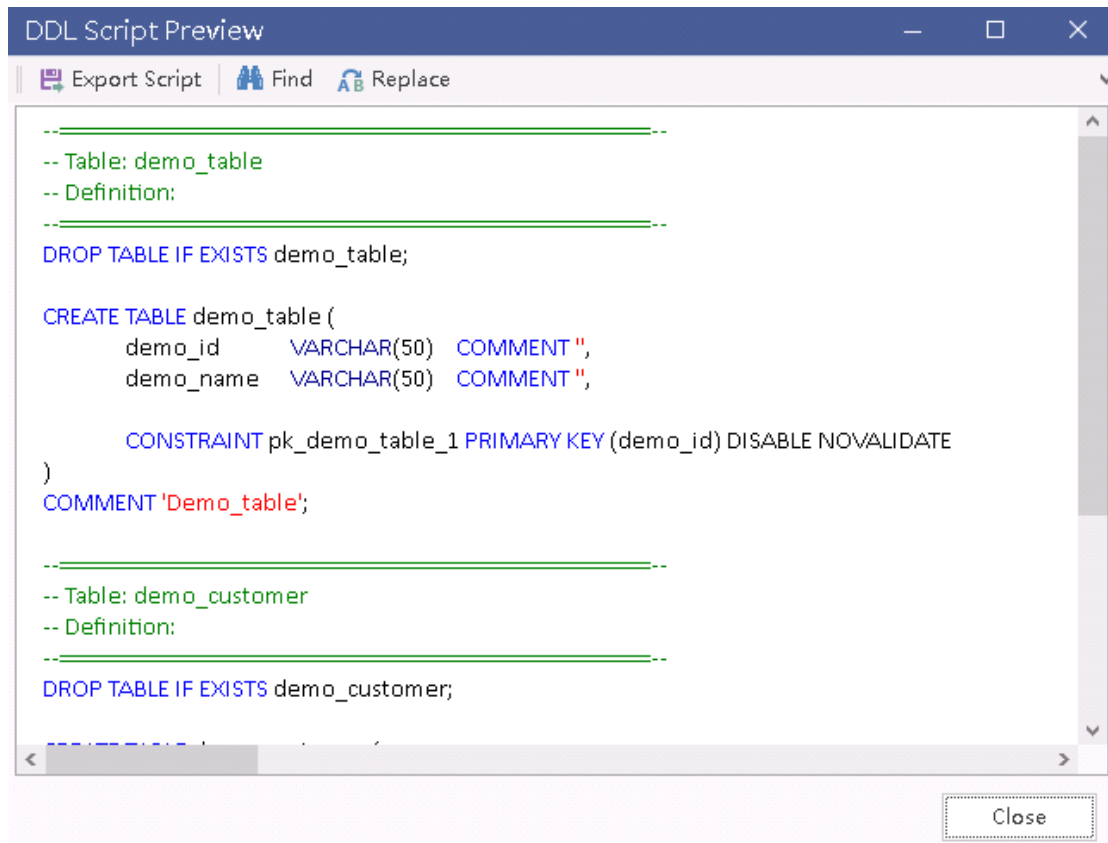 DDL Script Preview
Export Script Find Replace
--==================================================--
-- Table: demo_table
-- Definition:
--==================================================--
DROP TABLE IF EXISTS demo_table;
CREATE TABLE demo_table (
demo_id VARCHAR(50) COMMENT '',
demo_name VARCHAR(50) COMMENT '',
CONSTRAINT pk_demo_table_1 PRIMARY KEY (demo_id) DISABLE NOVALIDATE
)
COMMENT 'Demo_table';
--==================================================--
-- Table: demo_customer
-- Definition:
--==================================================--
DROP TABLE IF EXISTS demo_customer;
Close